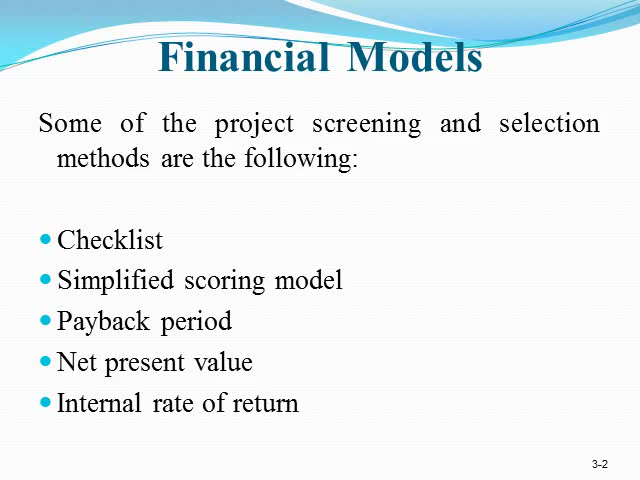 Financial Models
Some of the project screening and selection
methods are the following:
• Checklist
• Simplified scoring model
• Payback period
• Net present value
• Internal rate of return
3-2